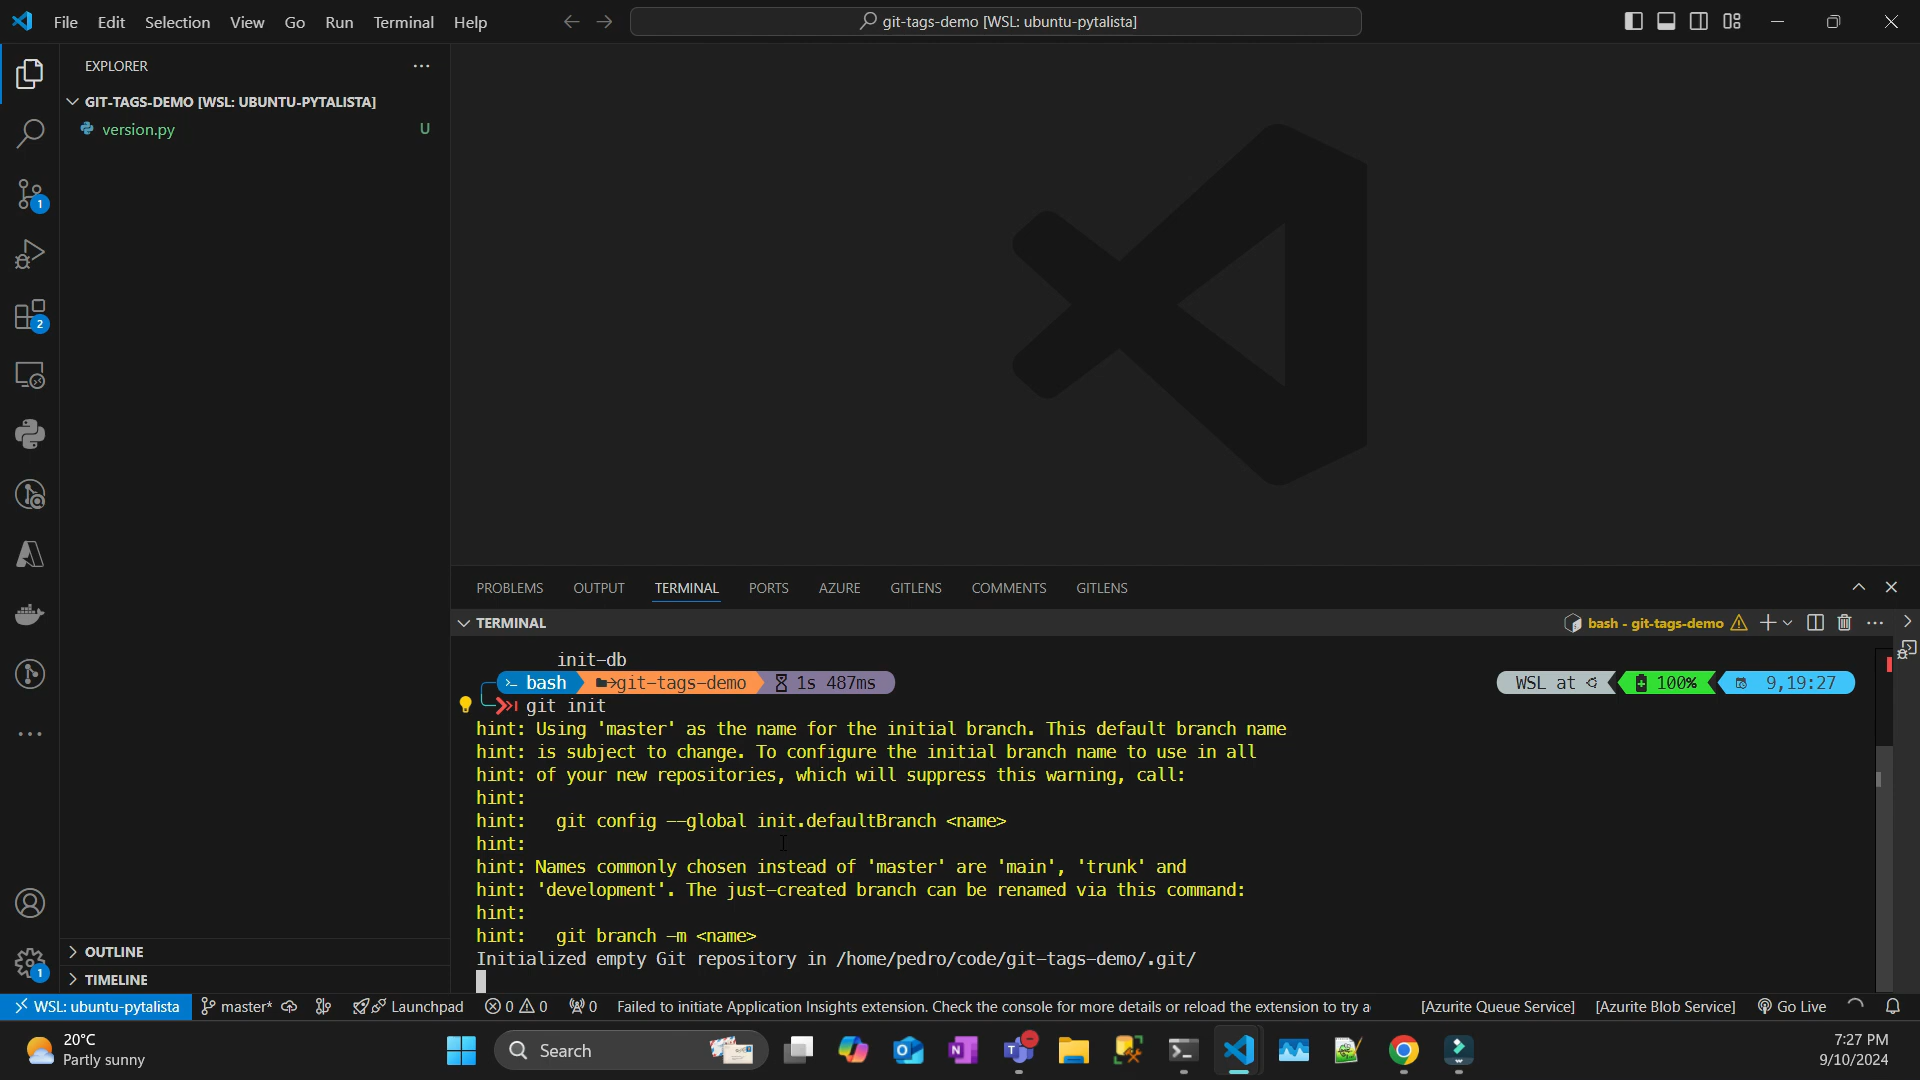 File Edit Selection View Go Run Terminal Help
git-tags-demo [WSL: ubuntu-pytalista]
EXPLORER
GIT-TAGS-DEMO [WSL: UBUNTU-PYTALISTA]
version.py U
1
2
PROBLEMS OUTPUT TERMINAL PORTS AZURE GITLENS COMMENTS GITLENS
TERMINAL
bash - git-tags-demo
init-db
bash git-tags-demo 1s 487ms
WSL at 100% 9,19:27
git init
hint: Using 'master' as the name for the initial branch. This default branch name
hint: is subject to change. To configure the initial branch name to use in all
hint: of your new repositories, which will suppress this warning, call:
hint:
hint: git config --global init.defaultBranch <name>
hint:
hint: Names commonly chosen instead of 'master' are 'main', 'trunk' and
hint: 'development'. The just-created branch can be renamed via this command:
hint:
hint: git branch -m <name>
Initialized empty Git repository in /home/pedro/code/git-tags-demo/.git/
OUTLINE
1
TIMELINE
WSL: ubuntu-pytalista master* Launchpad 0 0 0 Failed to initiate Application Insights extension. Check the console for more details or reload the extension to try a [Azurite Queue Service] [Azurite Blob Service] Go Live
20°C
Partly sunny
Search
7:27 PM
9/10/2024